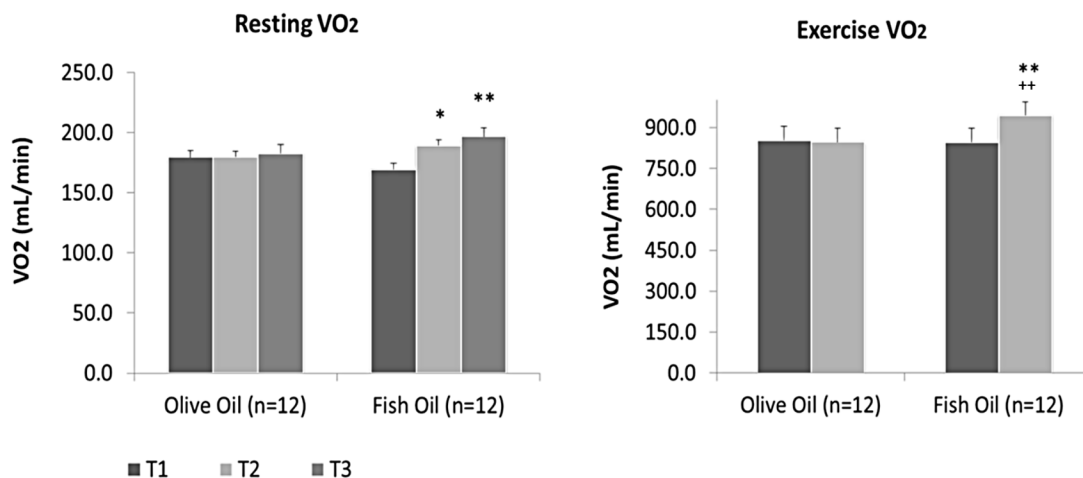 Resting VO2
VO2 (mL/min)
250.0
200.0
150.0
100.0
50.0
0.0
*
**
Olive Oil (n=12)
Fish Oil (n=12)
T1
T2
T3
Exercise VO2
VO2 (mL/min)
900.0
750.0
600.0
450.0
300.0
150.0
0.0
**
++
Olive Oil (n=12)
Fish Oil (n=12)